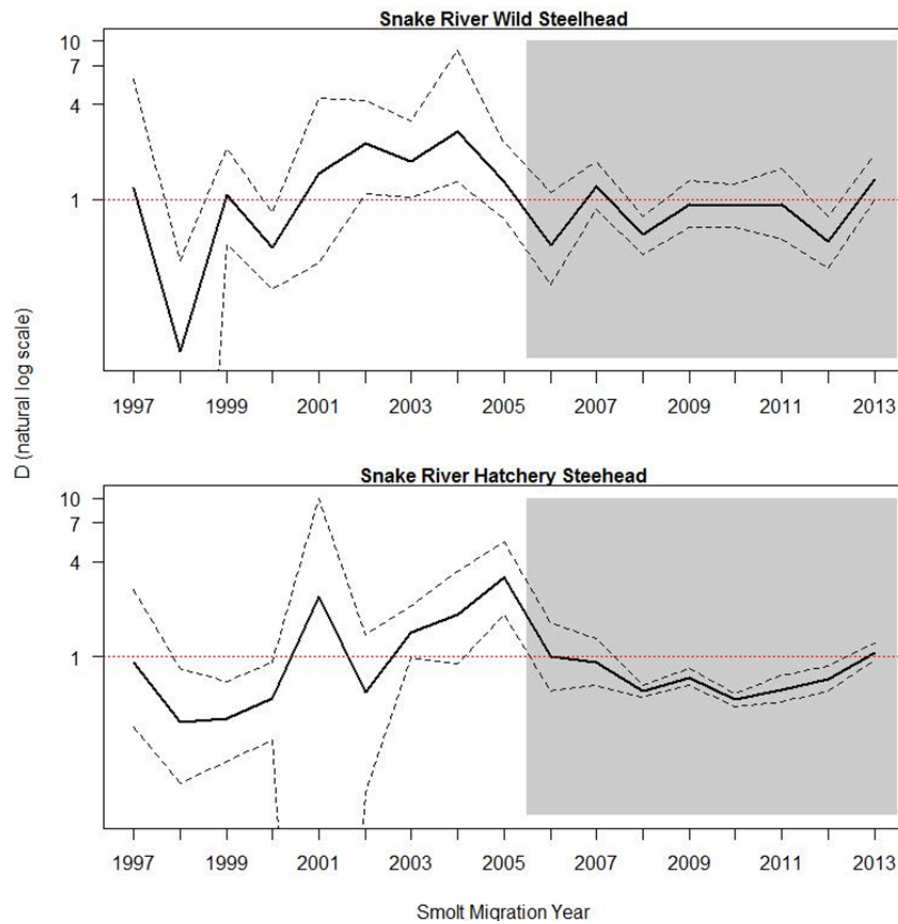 Snake River Wild Steelhead
10
7
4
1
1997 1999 2001 2003 2005 2007 2009 2011 2013
D (natural log scale)
Snake River Hatchery Steehead
10
7
4
1
1997 1999 2001 2003 2005 2007 2009 2011 2013
Smolt Migration Year